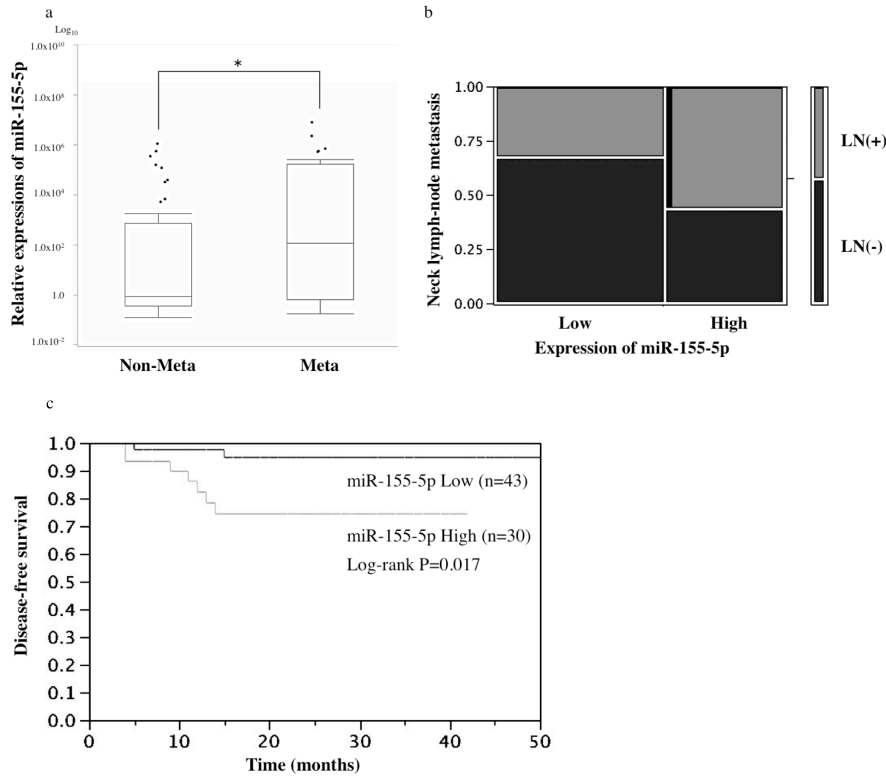 a
Log10
Relative expressions of miR-155-5p
1.0x10^10
1.0x10^8
1.0x10^6
1.0x10^4
1.0x10^2
1.0
1.0x10^-2
*
Non-Meta
Meta
b
Neck lymph-node metastasis
1.00
0.75
0.50
0.25
0.00
LN(+)
LN(-)
Low
High
Expression of miR-155-5p
c
Disease-free survival
1.0
0.9
0.8
0.7
0.6
0.5
0.4
0.3
0.2
0.1
0.0
miR-155-5p Low (n=43)
miR-155-5p High (n=30)
Log-rank P=0.017
0 10 20 30 40 50
Time (months)